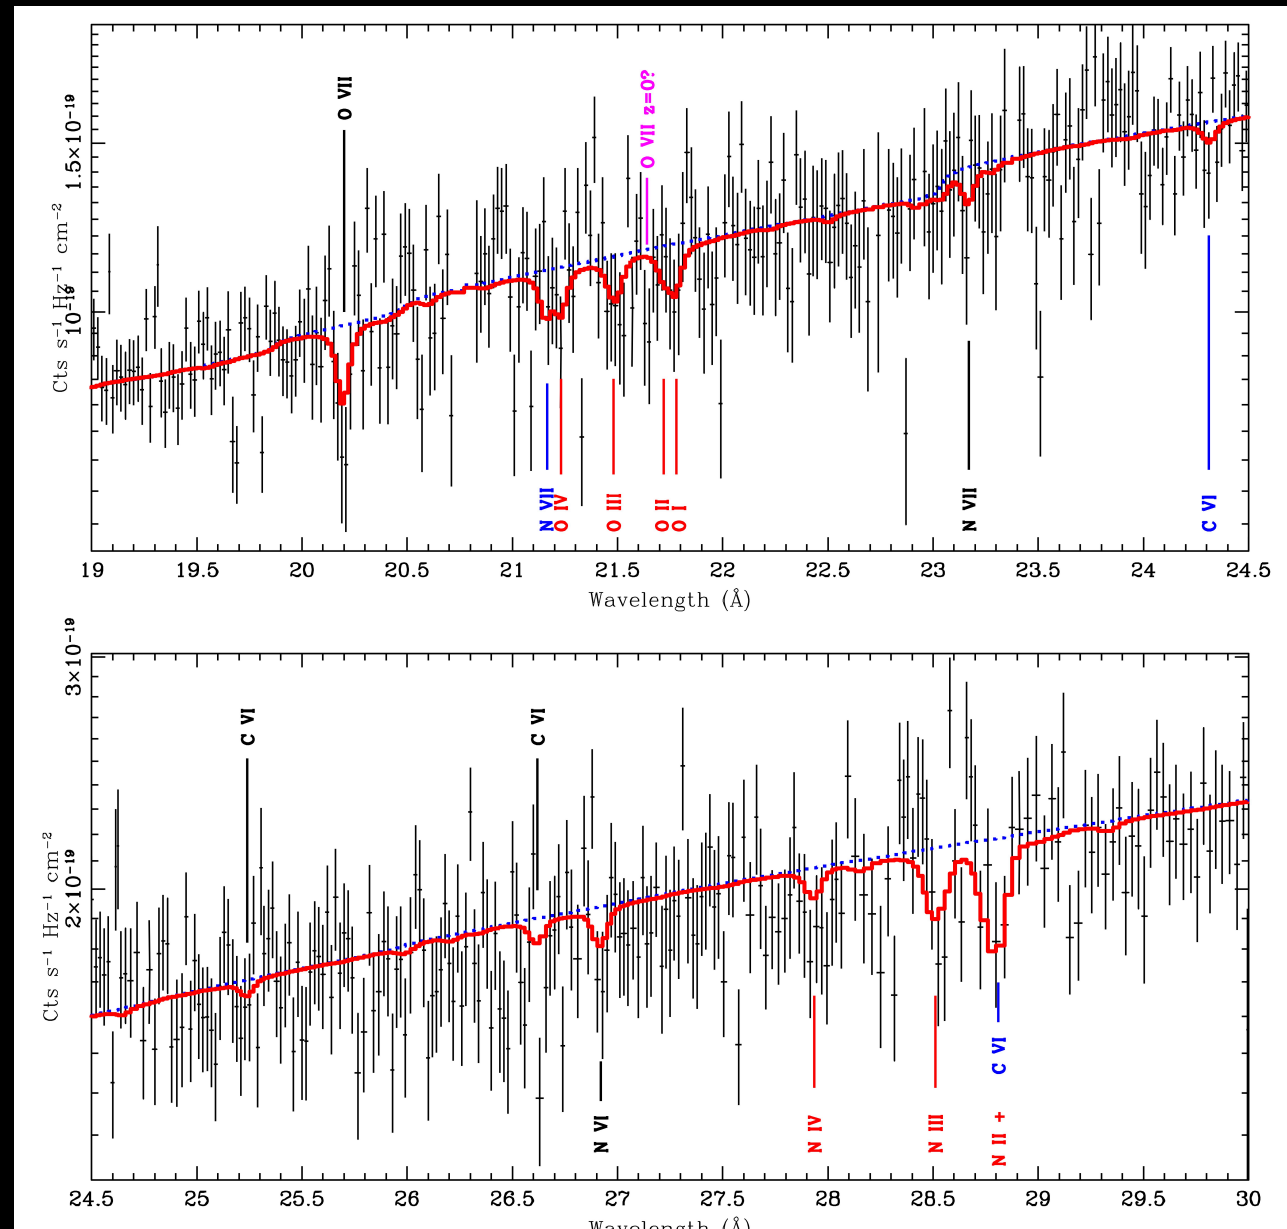 O VII
O VII z=0?
1.5×10⁻¹⁹
10⁻¹⁹
Cts s⁻¹ Hz⁻¹ cm⁻²
N VII
O IV
O III
O II
O I
N VII
C VI
19 19.5 20 20.5 21 21.5 22 22.5 23 23.5 24 24.5
Wavelength (Å)
3×10⁻¹⁹
2×10⁻¹⁹
Cts s⁻¹ Hz⁻¹ cm⁻²
C VI
C VI
N VI
N IV
N III
C VI
N II +
24.5 25 25.5 26 26.5 27 27.5 28 28.5 29 29.5 30
Wavelength (Å)